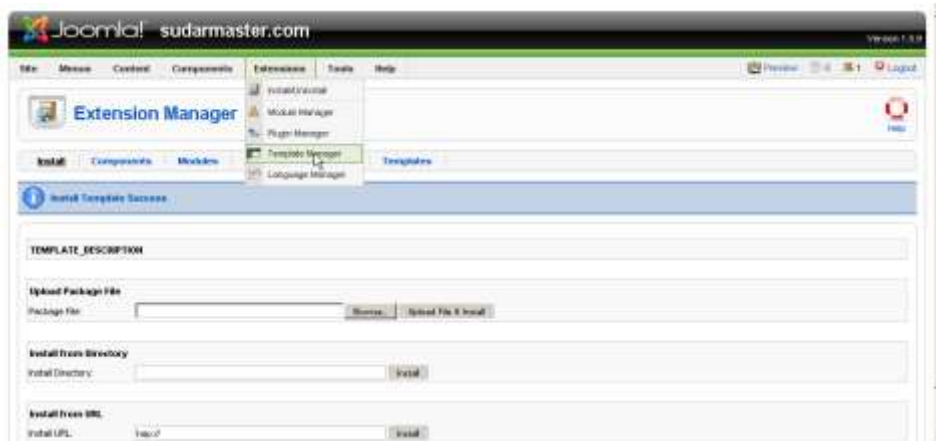 Joomla! sudarmaster.com
Version 1.5.9
Site Menus Content Components Extensions Tools Help
Preview 0 1 Logout
Install/Uninstall
Extension Manager
Module Manager
Help
Plugin Manager
Template Manager
Install Components Modules Templates
Language Manager
Install Template Success
TEMPLATE_DESCRIPTION
Upload Package File
Package File: Browse... Upload File & Install
Install from Directory
Install Directory: Install
Install from URL
Install URL: http:// Install